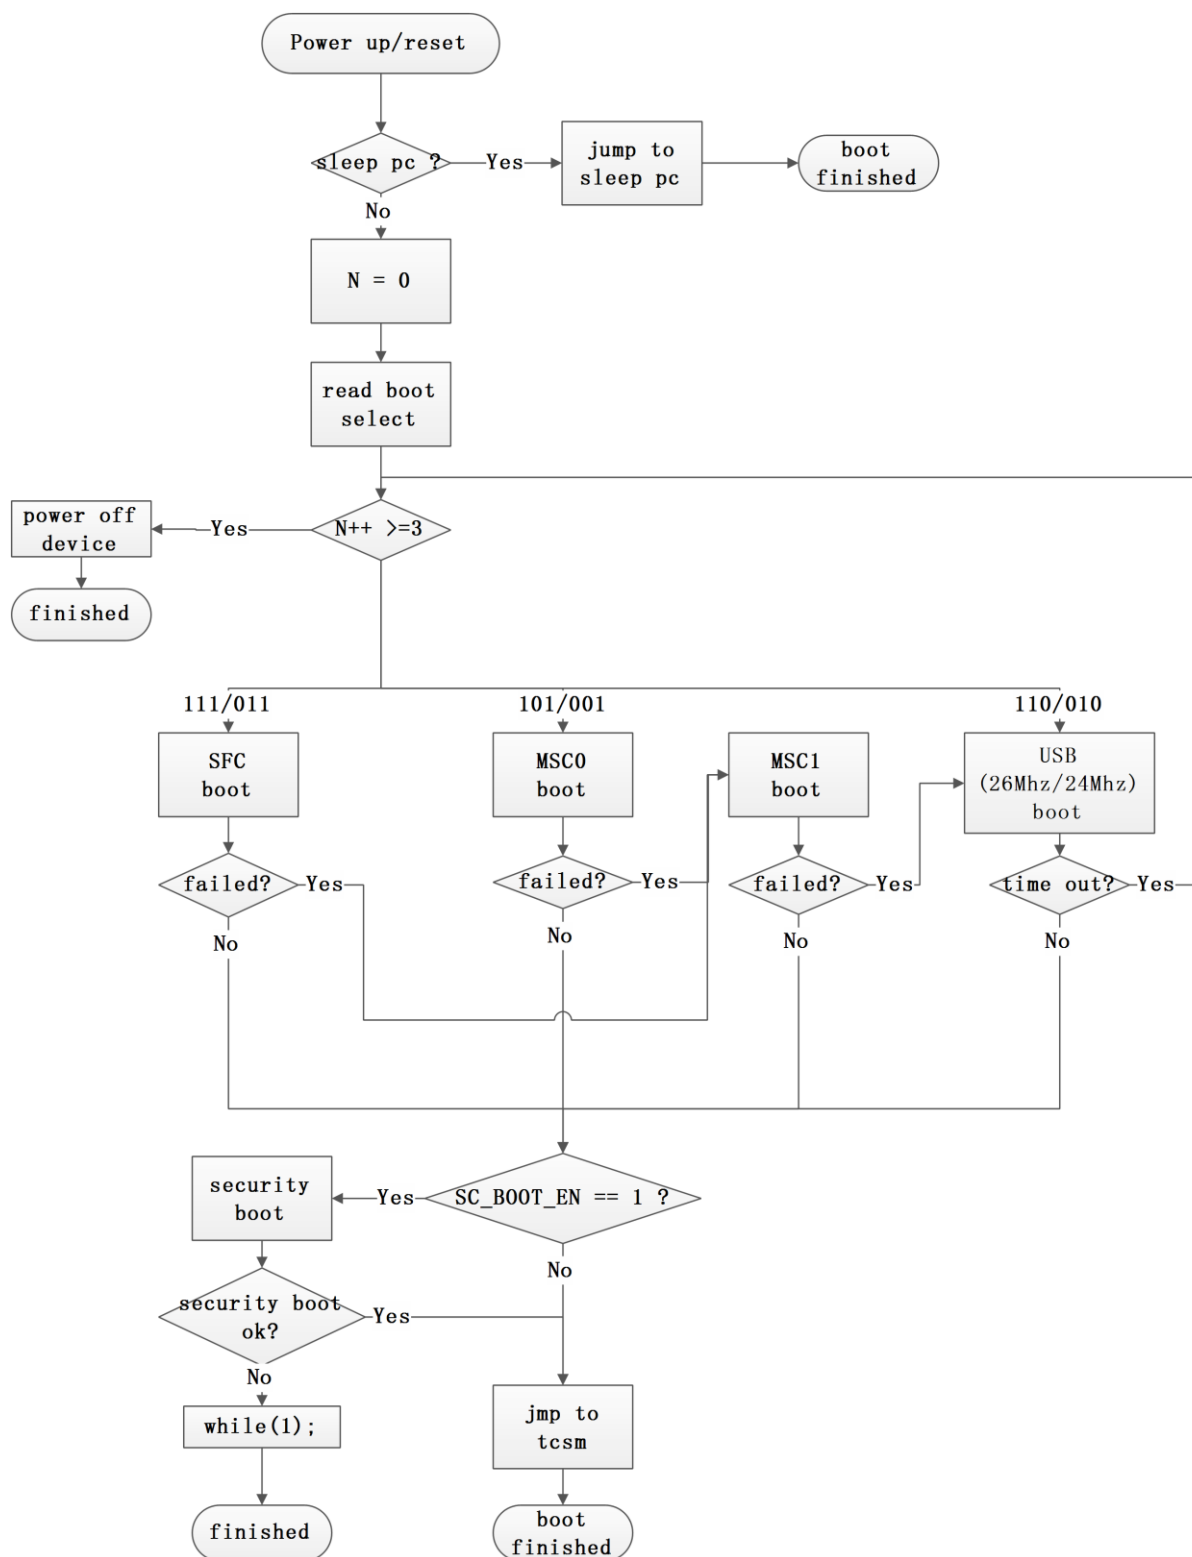 Power up/reset
sleep pc ?
Yes
jump to
sleep pc
boot
finished
No
N = 0
read boot
select
power off
device
Yes
N++ >=3
finished
111/011
101/001
110/010
SFC
boot
MSC0
boot
MSC1
boot
USB
(26Mhz/24Mhz)
boot
failed?
Yes
failed?
Yes
failed?
Yes
time out?
Yes
No
No
No
No
security
boot
Yes
SC_BOOT_EN == 1 ?
No
security boot
ok?
Yes
No
while(1);
jmp to
tcsm
finished
boot
finished